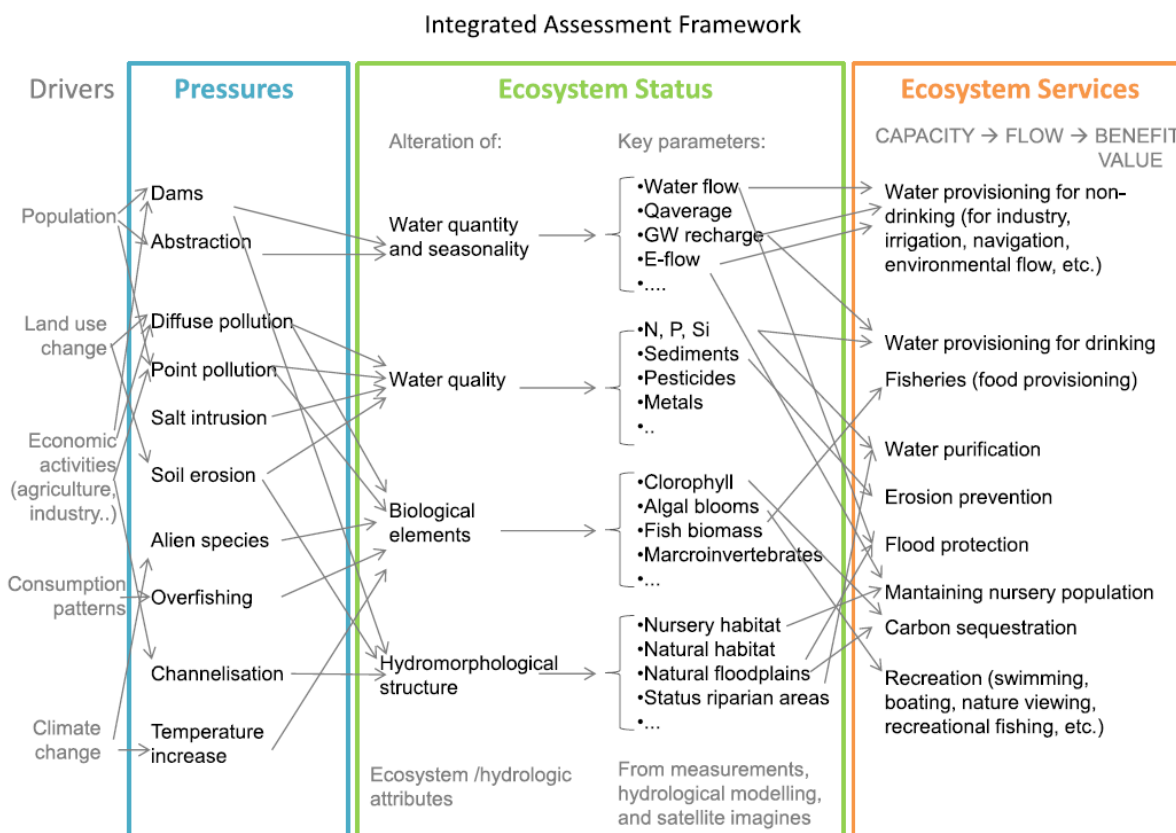 Integrated Assessment Framework
Drivers
Population
Land use
change
Economic
activities
(agriculture,
industry..)
Consumption
patterns
Climate
change
Pressures
Dams
Abstraction
Diffuse pollution
Point pollution
Salt intrusion
Soil erosion
Alien species
Overfishing
Channelisation
Temperature
increase
Ecosystem Status
Alteration of:
Water quantity
and seasonality
Water quality
Biological
elements
Hydromorphological
structure
Ecosystem /hydrologic
attributes
Key parameters:
•Water flow
•Qaverage
•GW recharge
•E-flow
•....
•N, P, Si
•Sediments
•Pesticides
•Metals
•..
•Clorophyll
•Algal blooms
•Fish biomass
•Marcroinvertebrates
•...
•Nursery habitat
•Natural habitat
•Natural floodplains
•Status riparian areas
•...
From measurements,
hydrological modelling,
and satellite imagines
Ecosystem Services
CAPACITY → FLOW → BENEFIT
VALUE
Water provisioning for non-
drinking (for industry,
irrigation, navigation,
environmental flow, etc.)
Water provisioning for drinking
Fisheries (food provisioning)
Water purification
Erosion prevention
Flood protection
Mantaining nursery population
Carbon sequestration
Recreation (swimming,
boating, nature viewing,
recreational fishing, etc.)